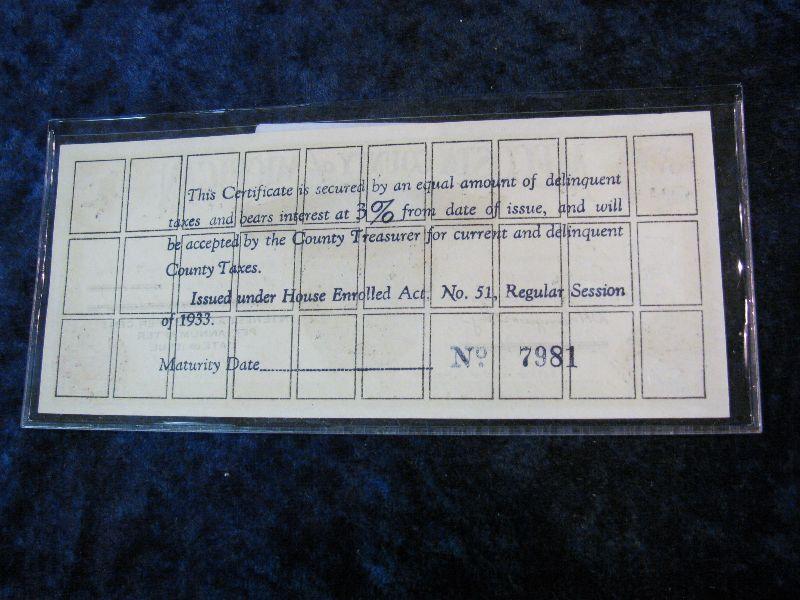 This Certificate is secured by an equal amount of delinquent
taxes and bears interest at 3% from date of issue, and will
be accepted by the County Treasurer for current and delinquent
County Taxes.
Issued under House Enrolled Act. No. 51, Regular Session
of 1933.
Maturity Date
No 7981